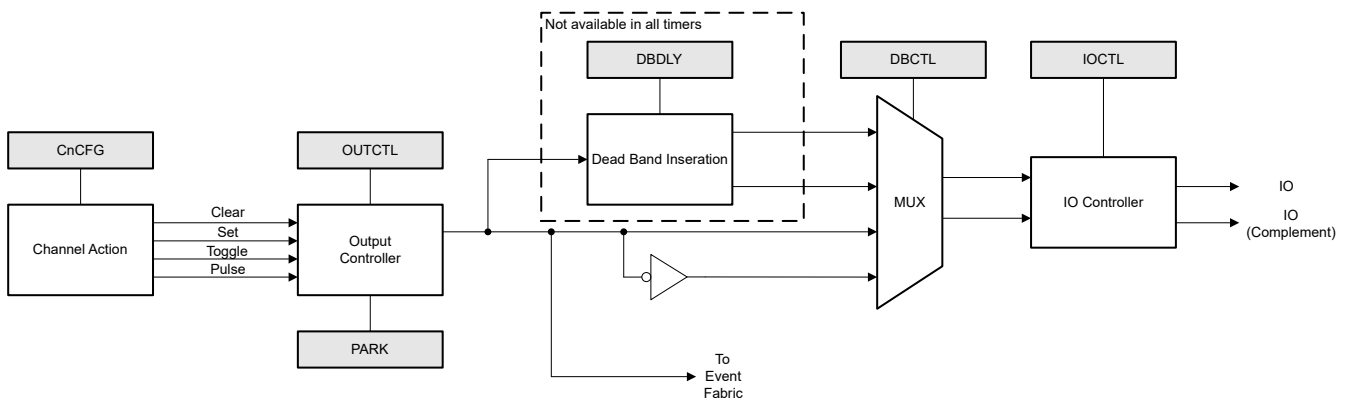 Not available in all timers
DBDLY
DBCTL
IOCTL
CnCFG
OUTCTL
Dead Band Inseration
MUX
IO Controller
IO
IO
(Complement)
Channel Action
Clear
Set
Toggle
Pulse
Output
Controller
PARK
To
Event
Fabric